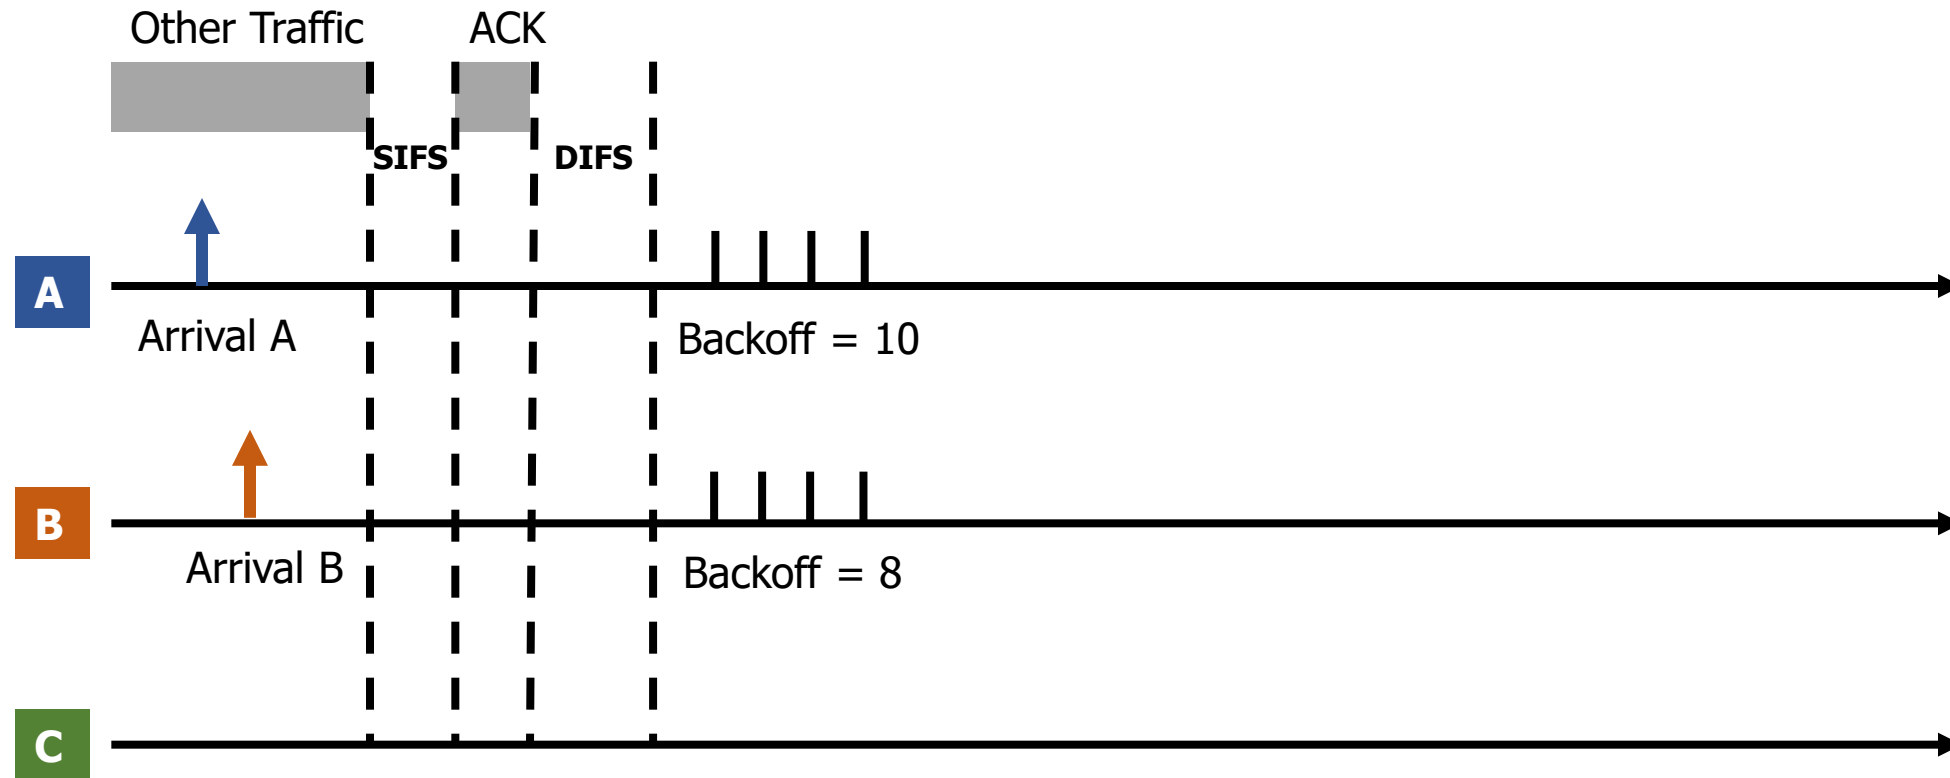 Other Traffic
ACK
SIFS
DIFS
A
Arrival A
Backoff = 10
B
Arrival B
Backoff = 8
C